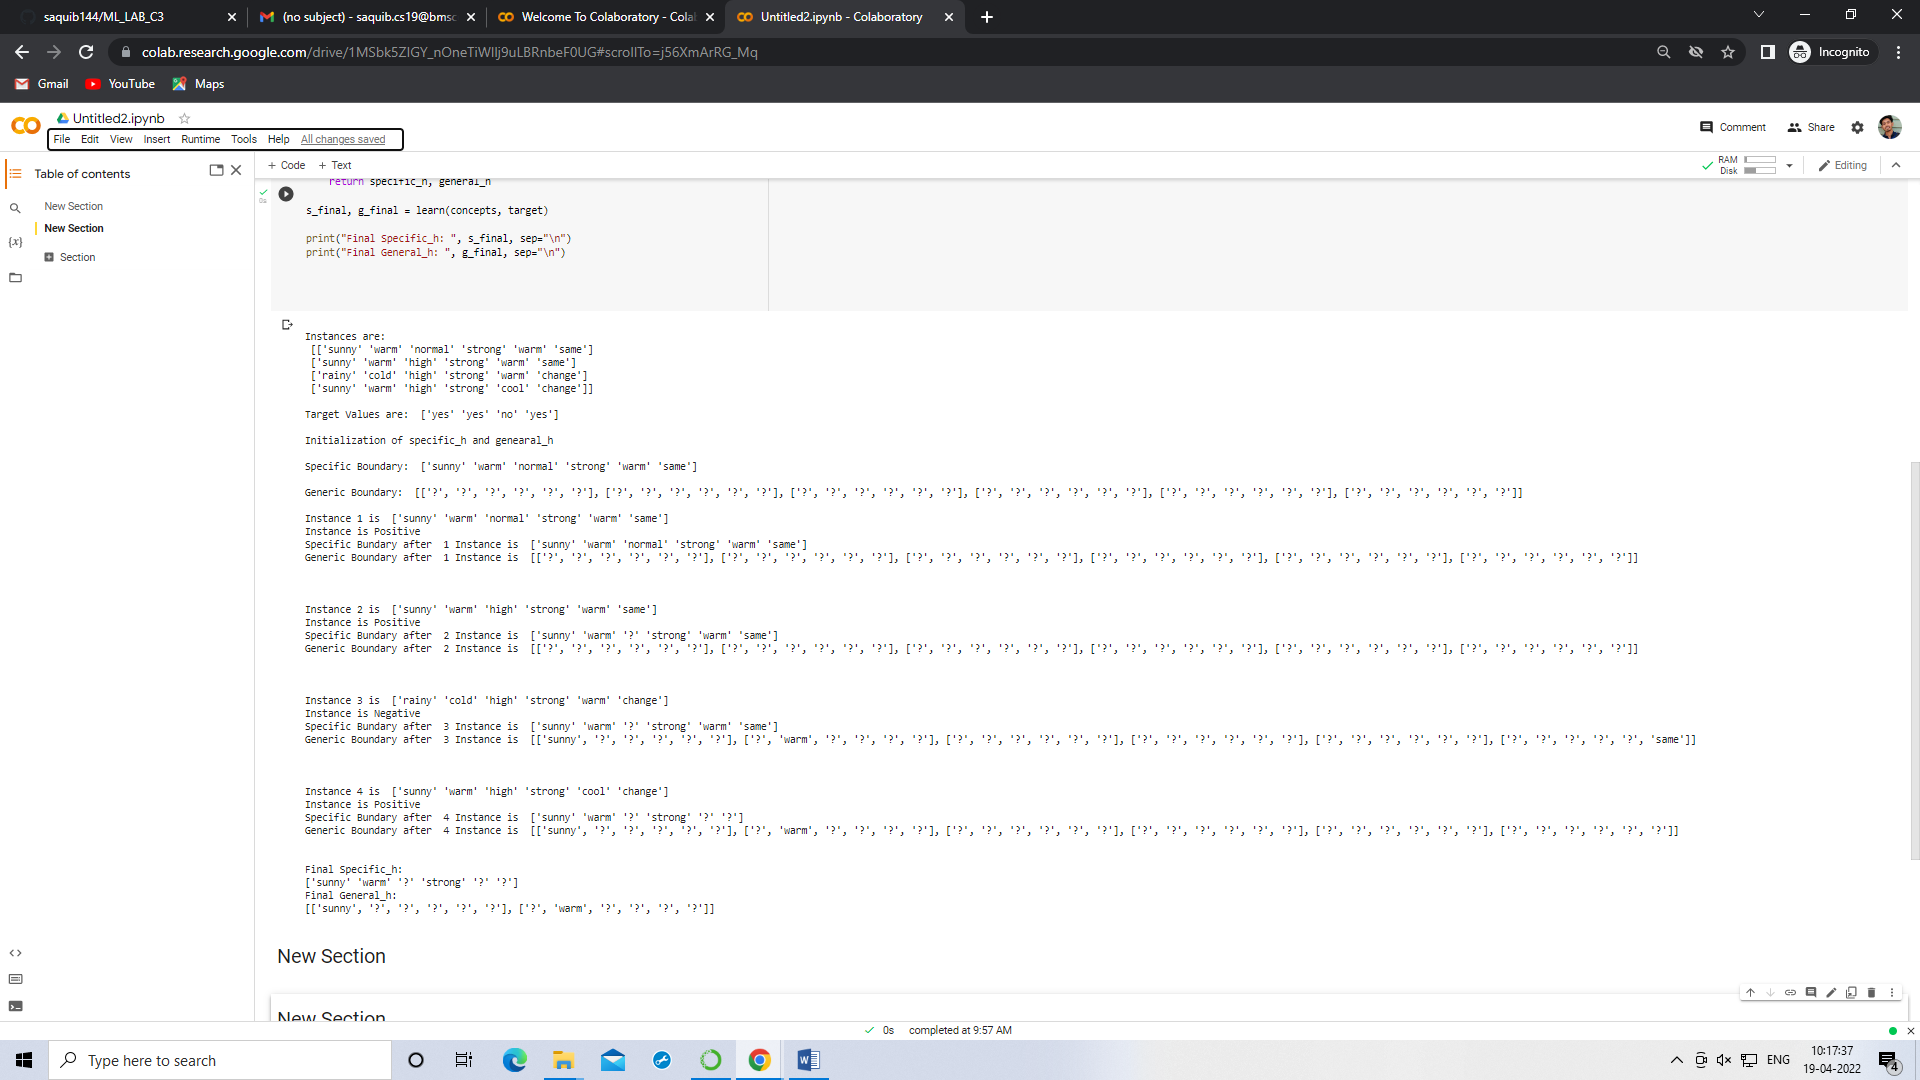 saquib144/ML_LAB_C3
(no subject) - saquib.cs19@bmsc
Welcome To Colaboratory - Cola
Untitled2.ipynb - Colaboratory
Incognito
Gmail
YouTube
Maps
Untitled2.ipynb
File Edit View Insert Runtime Tools Help All changes saved
Comment
Share
Table of contents
+ Code + Text
RAM
Disk
Editing
New Section
New Section
Section
{x}
0s
return specific_h, general_h
s_final, g_final = learn(concepts, target)
print("Final Specific_h: ", s_final, sep="\n")
print("Final General_h: ", g_final, sep="\n")
Instances are:
[['sunny' 'warm' 'normal' 'strong' 'warm' 'same']
['sunny' 'warm' 'high' 'strong' 'warm' 'same']
['rainy' 'cold' 'high' 'strong' 'warm' 'change']
['sunny' 'warm' 'high' 'strong' 'cool' 'change']]
Target Values are:  ['yes' 'yes' 'no' 'yes']
Initialization of specific_h and genearal_h
Specific Boundary:  ['sunny' 'warm' 'normal' 'strong' 'warm' 'same']
Generic Boundary:  [['?', '?', '?', '?', '?', '?'], ['?', '?', '?', '?', '?', '?'], ['?', '?', '?', '?', '?', '?'], ['?', '?', '?', '?', '?', '?'], ['?', '?', '?', '?', '?', '?'], ['?', '?', '?', '?', '?', '?']]
Instance 1 is  ['sunny' 'warm' 'normal' 'strong' 'warm' 'same']
Instance is Positive
Specific Bundary after  1 Instance is  ['sunny' 'warm' 'normal' 'strong' 'warm' 'same']
Generic Boundary after  1 Instance is  [['?', '?', '?', '?', '?', '?'], ['?', '?', '?', '?', '?', '?'], ['?', '?', '?', '?', '?', '?'], ['?', '?', '?', '?', '?', '?'], ['?', '?', '?', '?', '?', '?'], ['?', '?', '?', '?', '?', '?']]
Instance 2 is  ['sunny' 'warm' 'high' 'strong' 'warm' 'same']
Instance is Positive
Specific Bundary after  2 Instance is  ['sunny' 'warm' '?' 'strong' 'warm' 'same']
Generic Boundary after  2 Instance is  [['?', '?', '?', '?', '?', '?'], ['?', '?', '?', '?', '?', '?'], ['?', '?', '?', '?', '?', '?'], ['?', '?', '?', '?', '?', '?'], ['?', '?', '?', '?', '?', '?'], ['?', '?', '?', '?', '?', '?']]
Instance 3 is  ['rainy' 'cold' 'high' 'strong' 'warm' 'change']
Instance is Negative
Specific Bundary after  3 Instance is  ['sunny' 'warm' '?' 'strong' 'warm' 'same']
Generic Boundary after  3 Instance is  [['sunny', '?', '?', '?', '?', '?'], ['?', 'warm', '?', '?', '?', '?'], ['?', '?', '?', '?', '?', '?'], ['?', '?', '?', '?', '?', '?'], ['?', '?', '?', '?', '?', '?'], ['?', '?', '?', '?', '?', 'same']]
Instance 4 is  ['sunny' 'warm' 'high' 'strong' 'cool' 'change']
Instance is Positive
Specific Bundary after  4 Instance is  ['sunny' 'warm' '?' 'strong' '?' '?']
Generic Boundary after  4 Instance is  [['sunny', '?', '?', '?', '?', '?'], ['?', 'warm', '?', '?', '?', '?'], ['?', '?', '?', '?', '?', '?'], ['?', '?', '?', '?', '?', '?'], ['?', '?', '?', '?', '?', '?'], ['?', '?', '?', '?', '?', '?']]
Final Specific_h:
['sunny' 'warm' '?' 'strong' '?' '?']
Final General_h:
[['sunny', '?', '?', '?', '?', '?'], ['?', 'warm', '?', '?', '?', '?']]
New Section
New Section
0s completed at 9:57 AM
Type here to search
ENG
10:17:37
19-04-2022
4